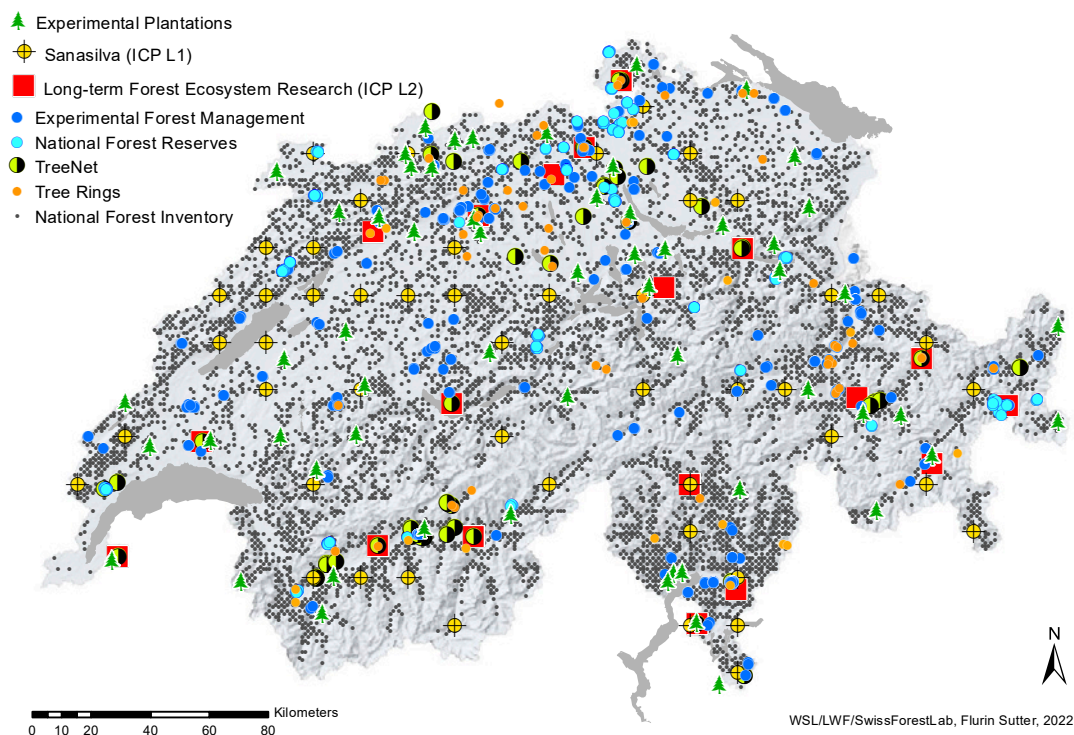 Experimental Plantations
Sanasilva (ICP L1)
Long-term Forest Ecosystem Research (ICP L2)
Experimental Forest Management
National Forest Reserves
TreeNet
Tree Rings
National Forest Inventory
N
Kilometers
0 10 20 40 60 80
WSL/LWF/SwissForestLab, Flurin Sutter, 2022